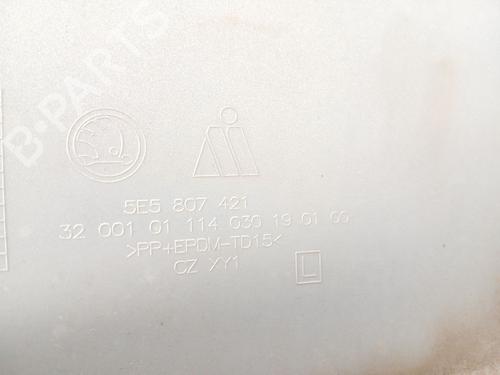 B-PARTS
5E5 807 421
32 001 01 114 030 19 01 00
>PP+EPDM-TD15<
CZ XY1
L